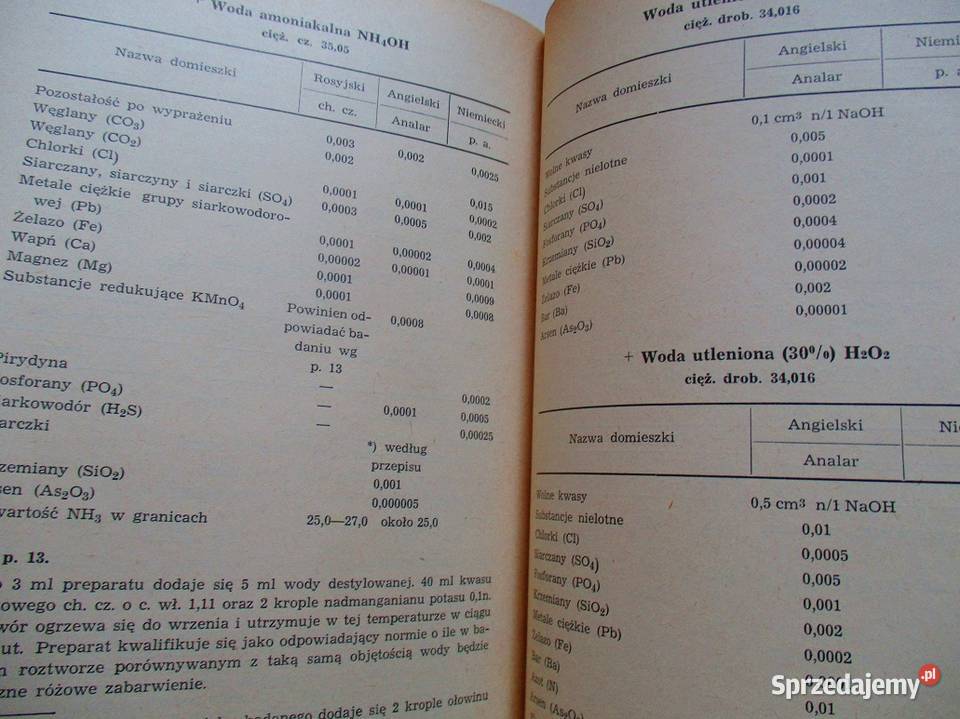 Woda amoniakalna NH₄OH
cięż. cz. 35,05
Nazwa domieszki
Rosyjski Angielski Niemiecki
ch. cz. Analar p. a.
Pozostałość po wyprażeniu 0,003 0,002 0,0025
Węglany (CO₃) 0,002
Węglany (CO₂) 0,015
Chlorki (Cl) 0,0001 0,0001 0,0002
Siarczany, siarczyny i siarczki (SO₄) 0,0003 0,0005 0,002
Metale ciężkie grupy siarkowodoro-
wej (Pb) 0,0001 0,00002 0,0004
Żelazo (Fe) 0,00002 0,00001 0,0001
Wapń (Ca) 0,0001 0,0009
Magnez (Mg) 0,0001 0,0008
Substancje redukujące KMnO₄ Powinien od- 0,0008
powiadać ba-
daniu wg
p. 13
Pirydyna — 0,0002
osforany (PO₄) — 0,0001 0,0005
arkowodór (H₂S) — 0,00025
arczki *) według
przepisu
zemiany (SiO₂) 0,001
sen (As₂O₃) 0,000005
wartość NH₃ w granicach 25,0—27,0 około 25,0
p. 13.
o 3 ml preparatu dodaje się 5 ml wody destylowanej. 40 ml kwasu
owego ch. cz. o c. wł. 1,11 oraz 2 krople nadmanganianu potasu 0,1n.
wór ogrzewa się do wrzenia i utrzymuje w tej temperaturze w ciągu
ut. Preparat kwalifikuje się jako odpowiadający normie o ile w ba-
m roztworze porównywanym z taką samą objętością wody będzie
zne różowe zabarwienie.
badanego dodaje się 2 krople ołowinu
Woda utlenio
cięż. drob. 34,016
Nazwa domieszki Angielski Niemi
Analar p. a
Wolne kwasy 0,1 cm³ n/1 NaOH
Substancje nielotne 0,005
Chlorki (Cl) 0,0001
Siarczany (SO₄) 0,001
Fosforany (PO₄) 0,0002
Krzemiany (SiO₂) 0,0004
Metale ciężkie (Pb) 0,00004
Żelazo (Fe) 0,00002
Bar (Ba) 0,002
Arsen (As₂O₃) 0,00001
+ Woda utleniona (30%) H₂O₂
cięż. drob. 34,016
Nazwa domieszki Angielski Ni
Analar
Wolne kwasy 0,5 cm³ n/1 NaOH
Substancje nielotne 0,01
Chlorki (Cl) 0,0005
Siarczany (SO₄) 0,005
Fosforany (PO₄) 0,001
Krzemiany (SiO₂) 0,002
Metale ciężkie (Pb) 0,0002
Żelazo (Fe)
Bar (Ba) 0,01
Azot (N)
Arsen (As₂O₃)
Sprzedajemy.pl